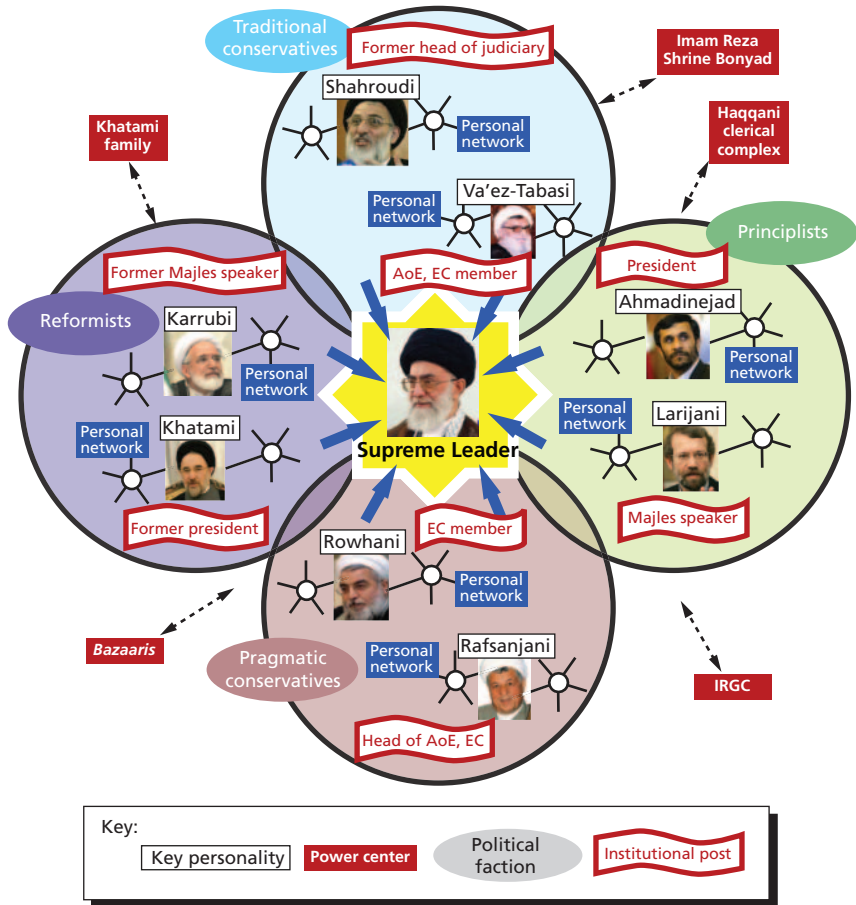 Traditional
conservatives
Former head of judiciary
Imam Reza
Shrine Bonyad
Shahroudi
Personal
network
Khatami
family
Haqqani
clerical
complex
Va’ez-Tabasi
Personal
network
Principlists
AoE, EC member
Former Majles speaker
President
Reformists
Karrubi
Ahmadinejad
Personal
network
Personal
network
Khatami
Personal
network
Larijani
Personal
network
Supreme Leader
Former president
EC member
Majles speaker
Rowhani
Personal
network
Bazaaris
Pragmatic
conservatives
Personal
network
Rafsanjani
IRGC
Head of AoE, EC
Key:
Key personality
Power center
Political
faction
Institutional post